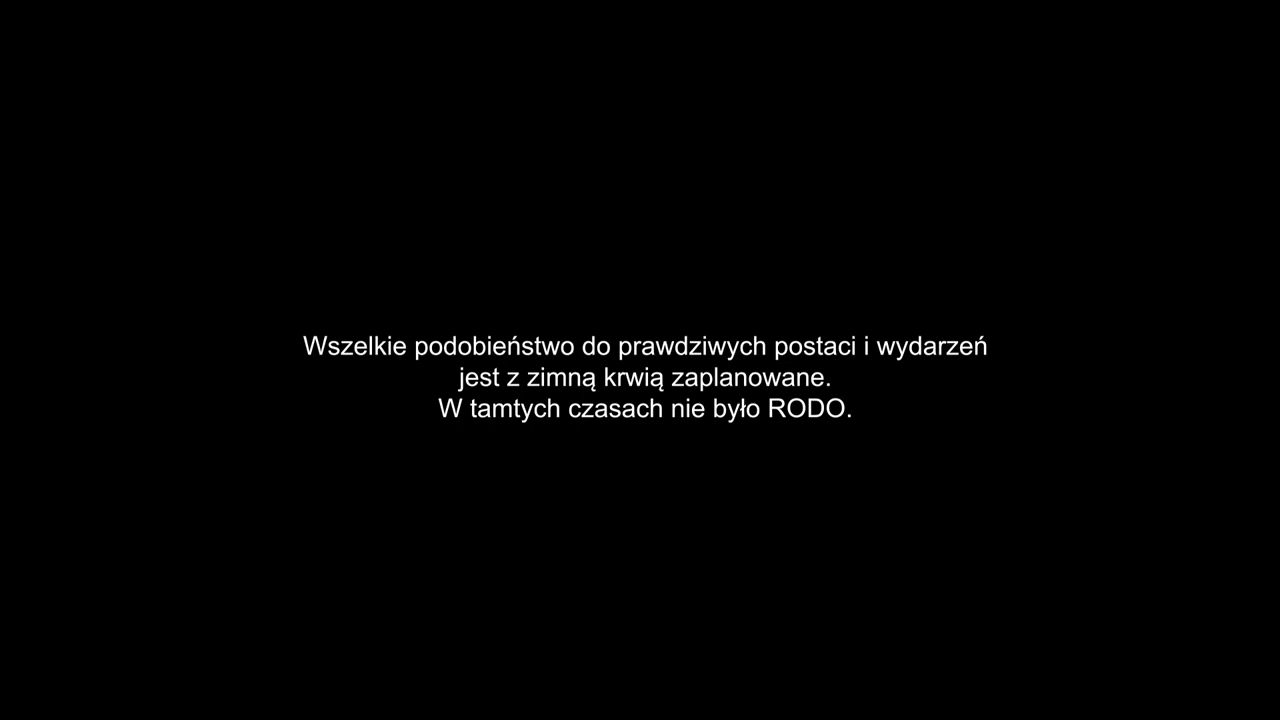 Wszelkie podobieństwo do prawdziwych postaci i wydarzeń
jest z zimną krwią zaplanowane.
W tamtych czasach nie było RODO.